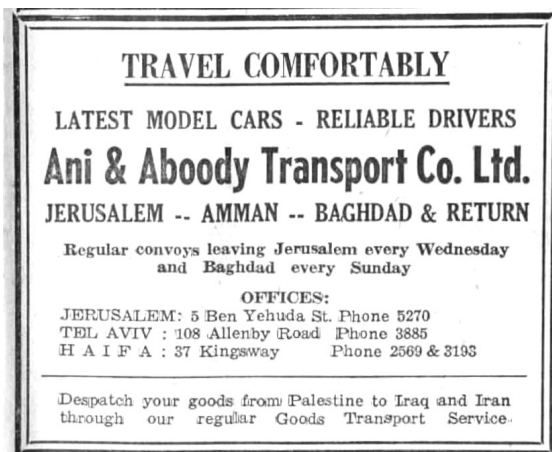 TRAVEL COMFORTABLY
LATEST MODEL CARS - RELIABLE DRIVERS
Ani & Aboody Transport Co. Ltd.
JERUSALEM -- AMMAN -- BAGHDAD & RETURN
Regular convoys leaving Jerusalem every Wednesday
and Baghdad every Sunday
OFFICES:
JERUSALEM: 5 Ben Yehuda St. Phone 5270
TEL AVIV : 108 Allenby Road Phone 3885
HAIFA : 37 Kingsway Phone 2569 & 3193
Despatch your goods from Palestine to Iraq and Iran
through our regular Goods Transport Service.